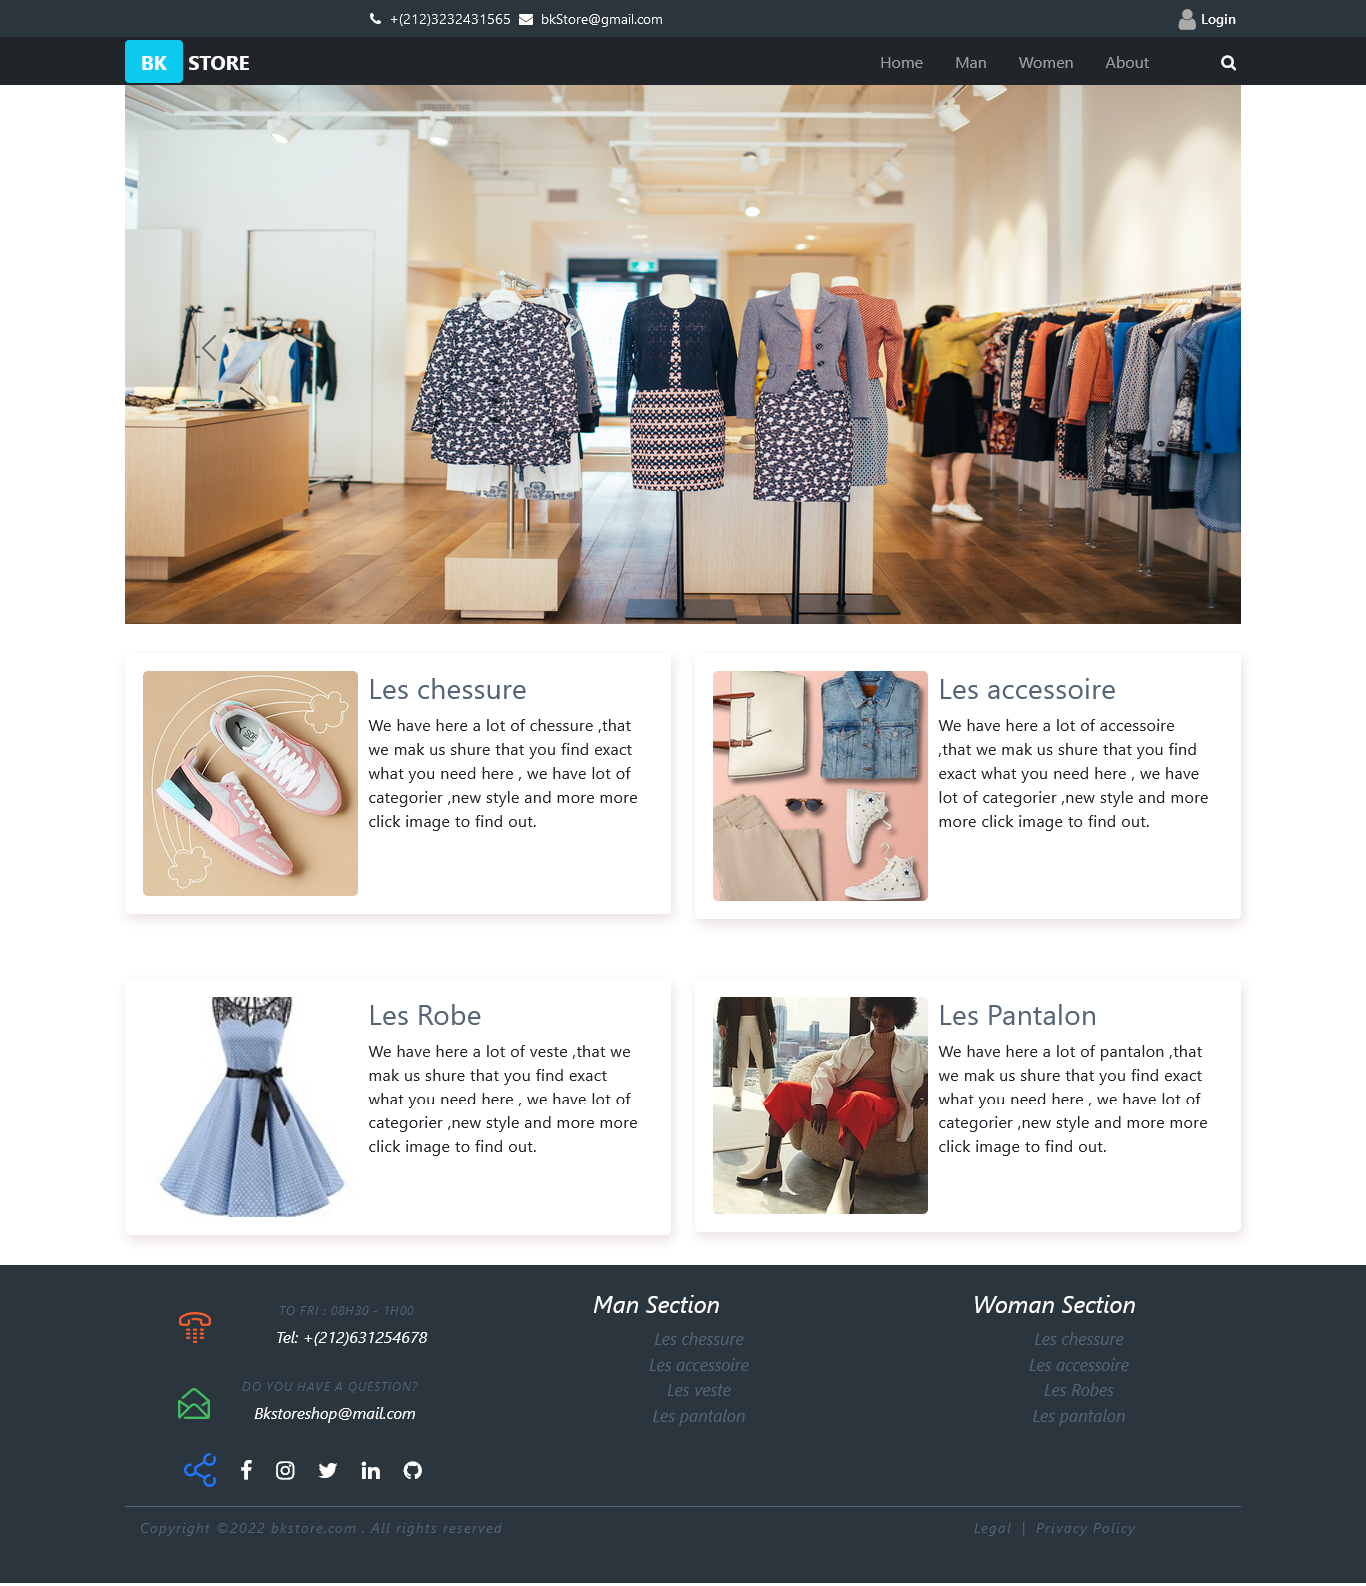 +(212)3232431565 bkStore@gmail.com Login
BK STORE Home Man Women About
Les chessure
We have here a lot of chessure ,that
we mak us shure that you find exact
what you need here , we have lot of
categorier ,new style and more more
click image to find out.
Les accessoire
We have here a lot of accessoire
,that we mak us shure that you find
exact what you need here , we have
lot of categorier ,new style and more
more click image to find out.
Les Robe
We have here a lot of veste ,that we
mak us shure that you find exact
what you need here , we have lot of
categorier ,new style and more more
click image to find out.
Les Pantalon
We have here a lot of pantalon ,that
we mak us shure that you find exact
what you need here , we have lot of
categorier ,new style and more more
click image to find out.
TO FRI : 08H30 - 1H00
Tel: +(212)631254678
DO YOU HAVE A QUESTION?
Bkstoreshop@mail.com
Man Section
Les chessure
Les accessoire
Les veste
Les pantalon
Woman Section
Les chessure
Les accessoire
Les Robes
Les pantalon
Copyright ©2022 bkstore.com . All rights reserved
Legal | Privacy Policy